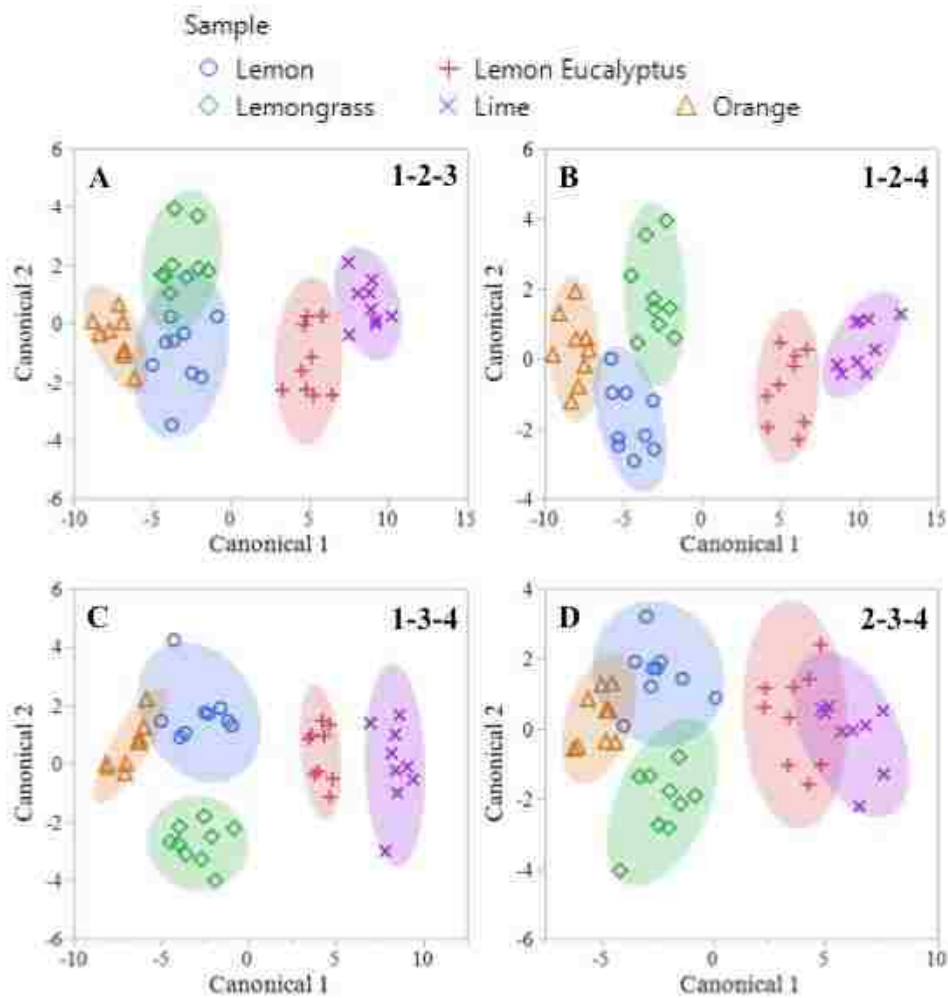 Sample
Lemon Lemon Eucalyptus
Lemongrass Lime Orange
A 1-2-3
6
4
2
0
-2
-4
-6
Canonical 2
-10 -5 0 5 10 15
Canonical 1
B 1-2-4
6
4
2
0
-2
-4
Canonical 2
-10 -5 0 5 10 15
Canonical 1
C 1-3-4
6
4
2
0
-2
-4
-6
Canonical 2
-10 -5 0 5 10
Canonical 1
D 2-3-4
4
2
0
-2
-4
-6
Canonical 2
-5 0 5 10
Canonical 1